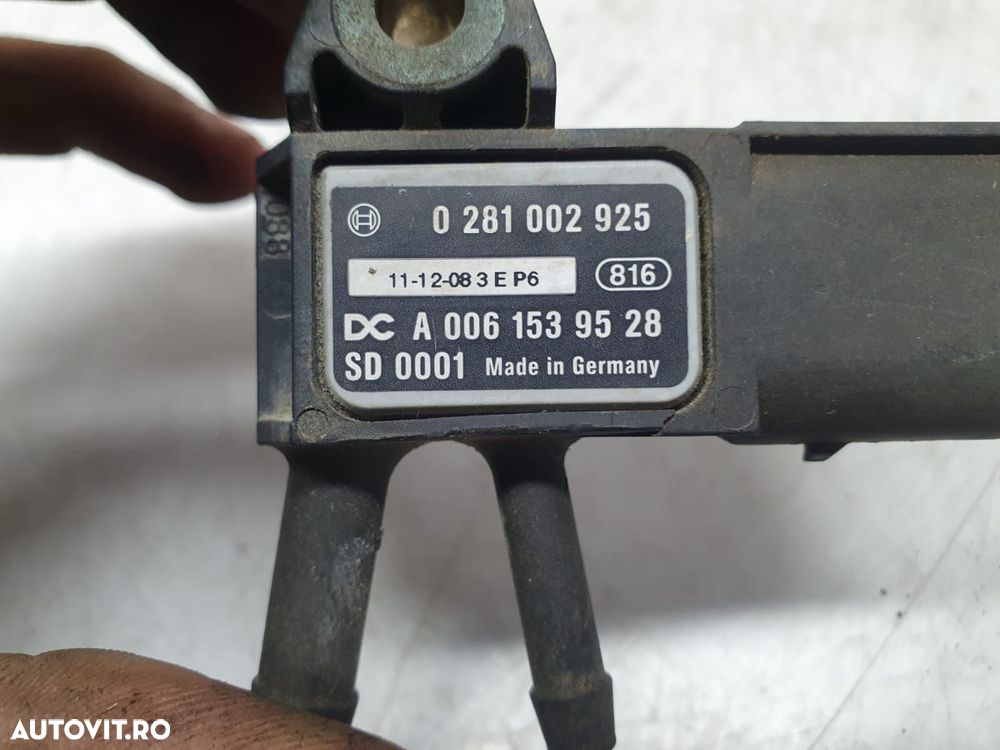 0 281 002 925
11-12-08 3 E P6
816
DC A 006 153 95 28
SD 0001 Made in Germany
088
AUTOVIT.RO